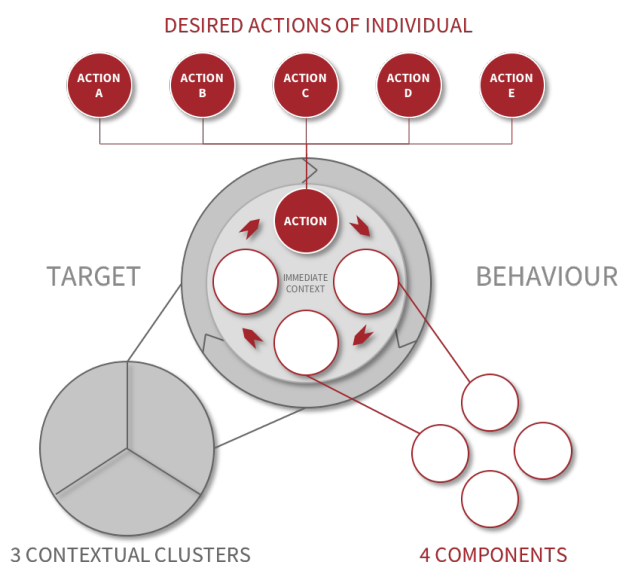 DESIRED ACTIONS OF INDIVIDUAL
ACTION
A
ACTION
B
ACTION
C
ACTION
D
ACTION
E
ACTION
TARGET
IMMEDIATE
CONTEXT
BEHAVIOUR
3 CONTEXTUAL CLUSTERS
4 COMPONENTS